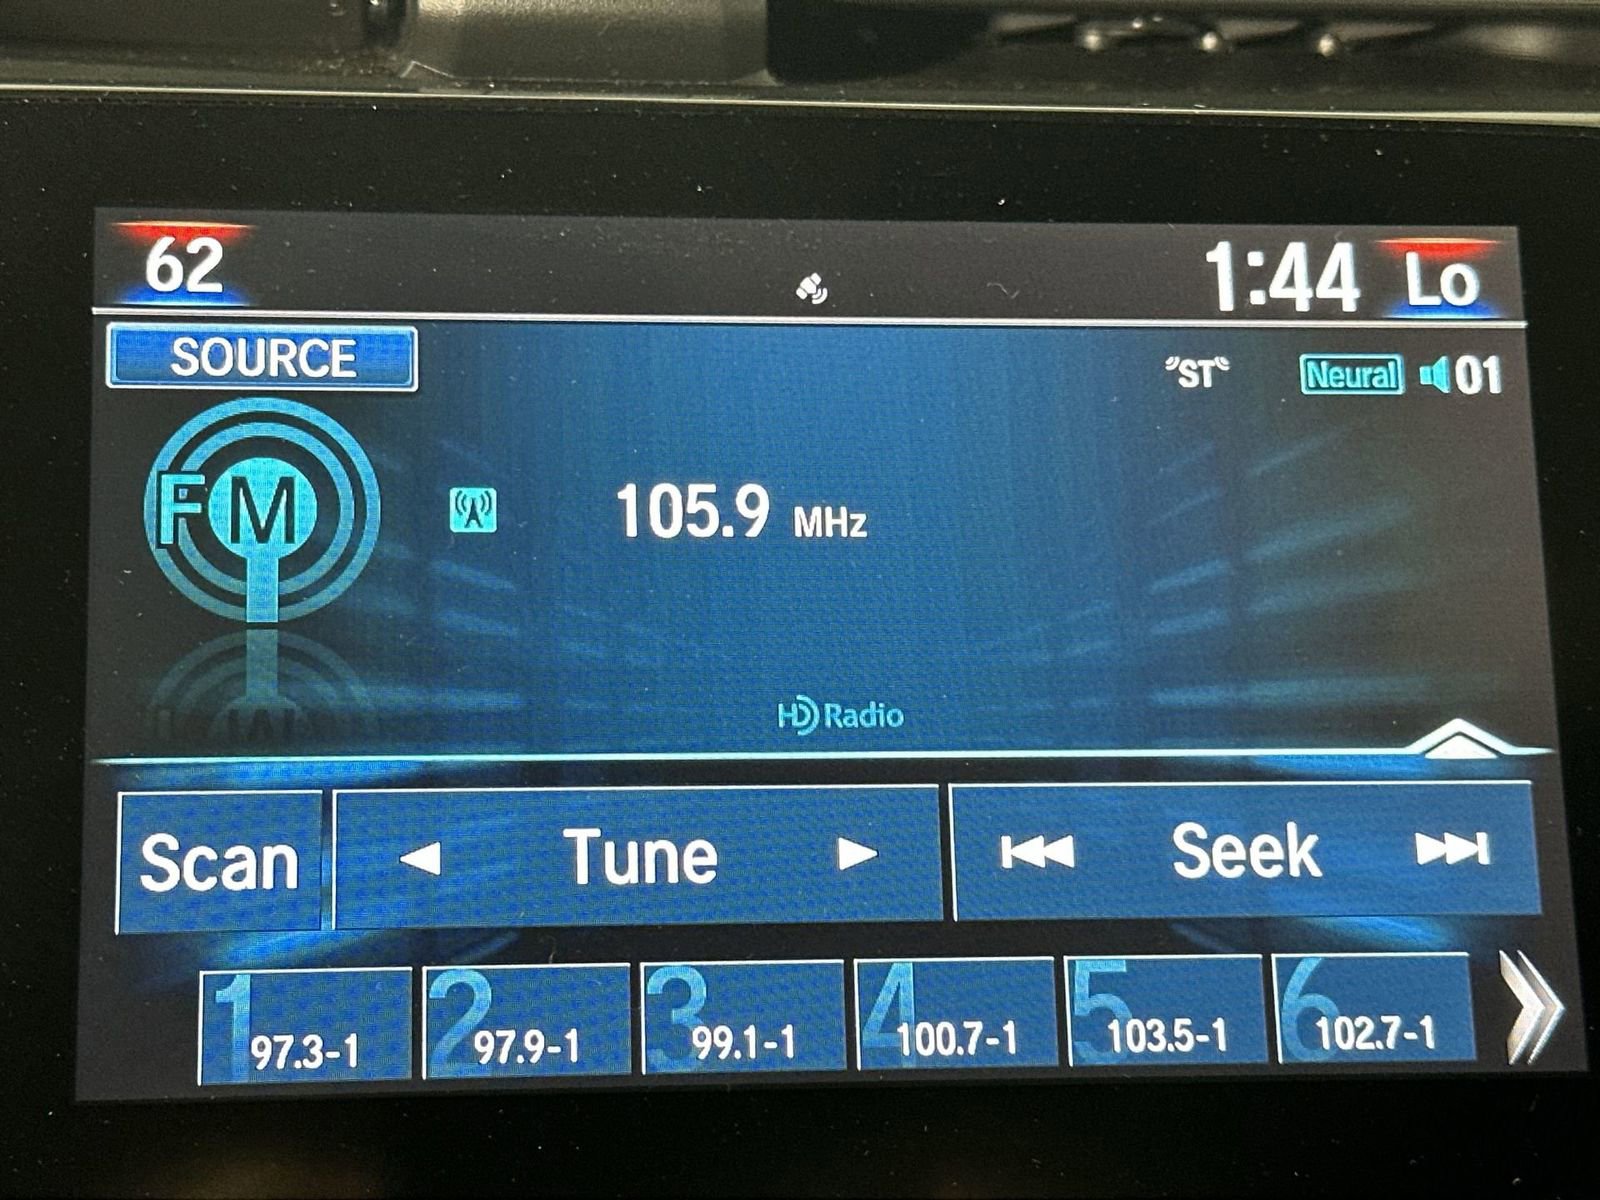 62
1:44 Lo
SOURCE
ST Neural 01
FM
105.9 MHz
HD Radio
Scan
Tune
Seek
1 97.3-1
2 97.9-1
3 99.1-1
4 100.7-1
5 103.5-1
6 102.7-1